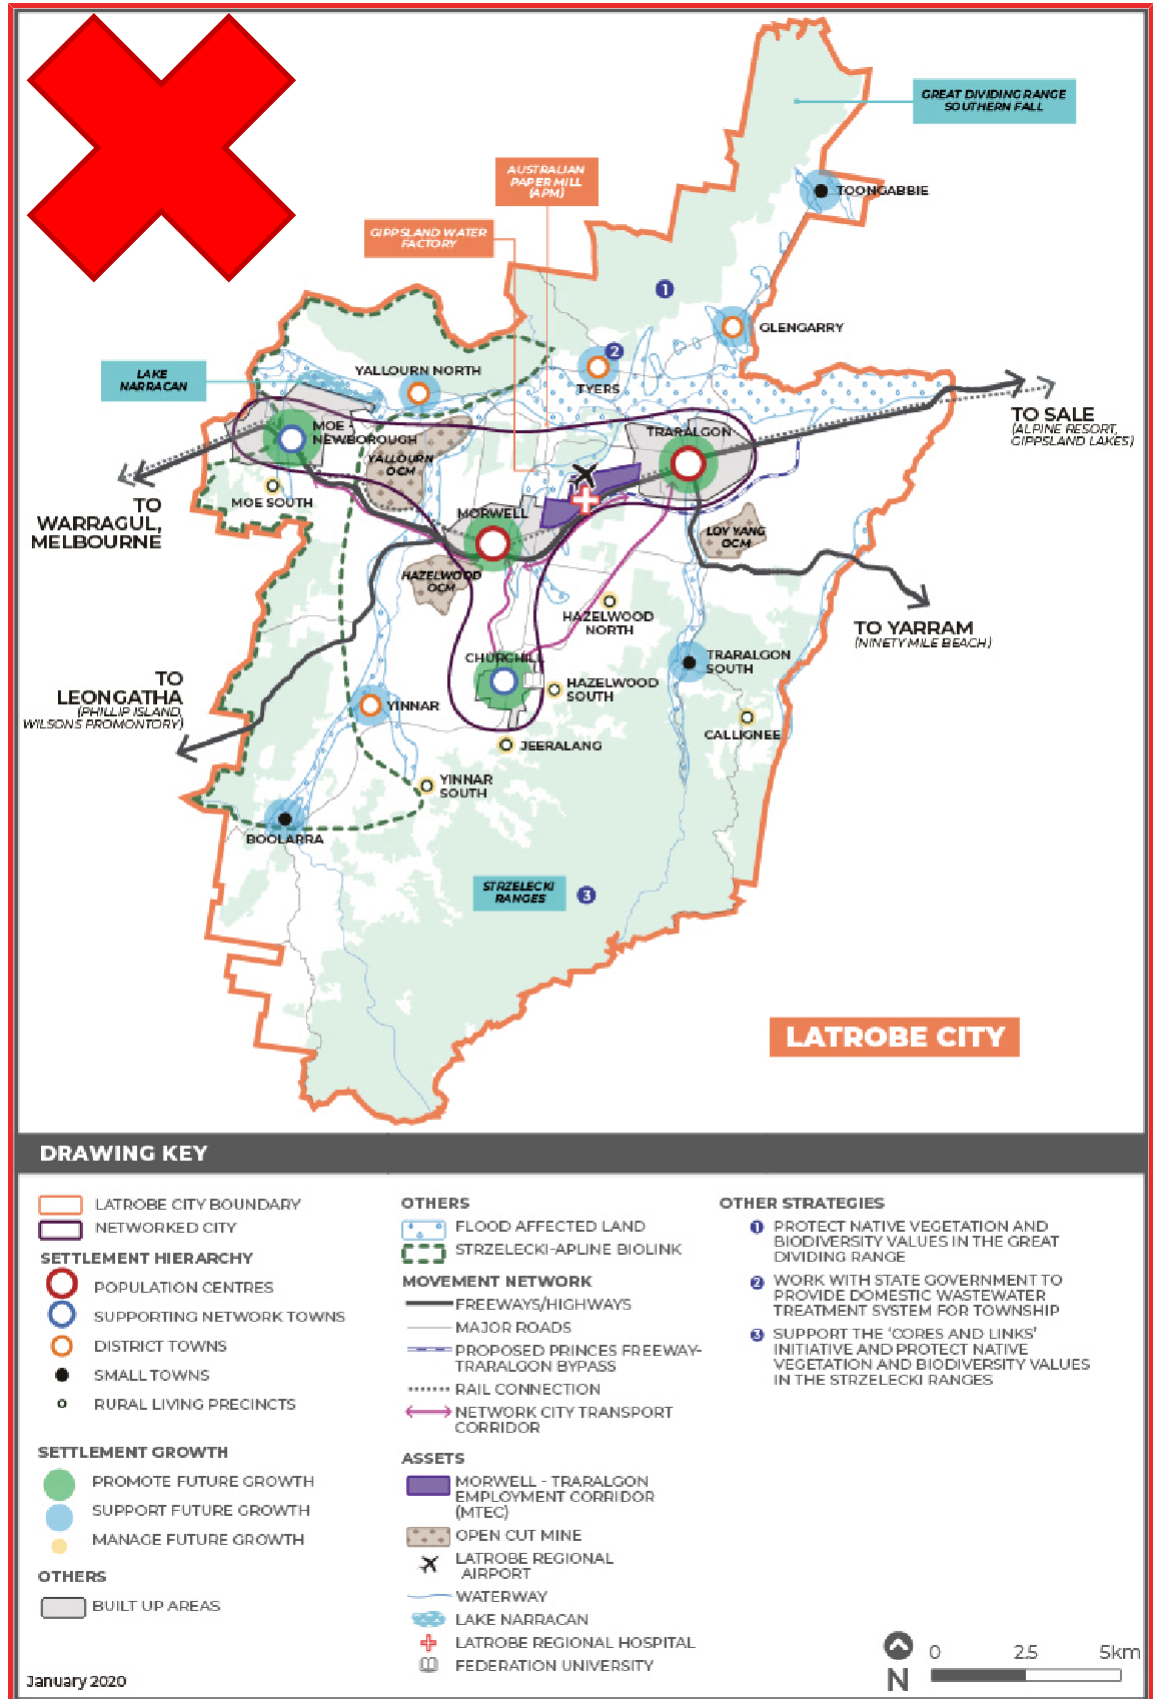 GREAT DIVIDING RANGE
SOUTHERN FALL
AUSTRALIAN
PAPER MILL
(APM)
TOONGABBIE
GIPPSLAND WATER
FACTORY
1
GLENGARRY
2
LAKE
NARRACAN
YALLOURN NORTH
TYERS
TO SALE
(ALPINE RESORT,
GIPPSLAND LAKES)
MOE -
NEWBOROUGH
TRARALGON
YALLOURN
OCM
MOE SOUTH
TO
WARRAGUL,
MELBOURNE
MORWELL
LOY YANG
OCM
HAZELWOOD
OCM
HAZELWOOD
NORTH
TO YARRAM
(NINETY MILE BEACH)
CHURCHILL
TRARALGON
SOUTH
TO
LEONGATHA
(PHILLIP ISLAND,
WILSONS PROMONTORY)
HAZELWOOD
SOUTH
YINNAR
CALLIGNEE
JEERALANG
YINNAR
SOUTH
BOOLARRA
STRZELECKI
RANGES
3
LATROBE CITY
DRAWING KEY
LATROBE CITY BOUNDARY
NETWORKED CITY
SETTLEMENT HIERARCHY
POPULATION CENTRES
SUPPORTING NETWORK TOWNS
DISTRICT TOWNS
SMALL TOWNS
RURAL LIVING PRECINCTS
SETTLEMENT GROWTH
PROMOTE FUTURE GROWTH
SUPPORT FUTURE GROWTH
MANAGE FUTURE GROWTH
OTHERS
BUILT UP AREAS
January 2020
OTHERS
FLOOD AFFECTED LAND
STRZELECKI-APLINE BIOLINK
MOVEMENT NETWORK
FREEWAYS/HIGHWAYS
MAJOR ROADS
PROPOSED PRINCES FREEWAY-
TRARALGON BYPASS
RAIL CONNECTION
NETWORK CITY TRANSPORT
CORRIDOR
ASSETS
MORWELL - TRARALGON
EMPLOYMENT CORRIDOR
(MTEC)
OPEN CUT MINE
LATROBE REGIONAL
AIRPORT
WATERWAY
LAKE NARRACAN
LATROBE REGIONAL HOSPITAL
FEDERATION UNIVERSITY
OTHER STRATEGIES
1 PROTECT NATIVE VEGETATION AND
BIODIVERSITY VALUES IN THE GREAT
DIVIDING RANGE
2 WORK WITH STATE GOVERNMENT TO
PROVIDE DOMESTIC WASTEWATER
TREATMENT SYSTEM FOR TOWNSHIP
3 SUPPORT THE 'CORES AND LINKS'
INITIATIVE AND PROTECT NATIVE
VEGETATION AND BIODIVERSITY VALUES
IN THE STRZELECKI RANGES
N
0 2.5 5km